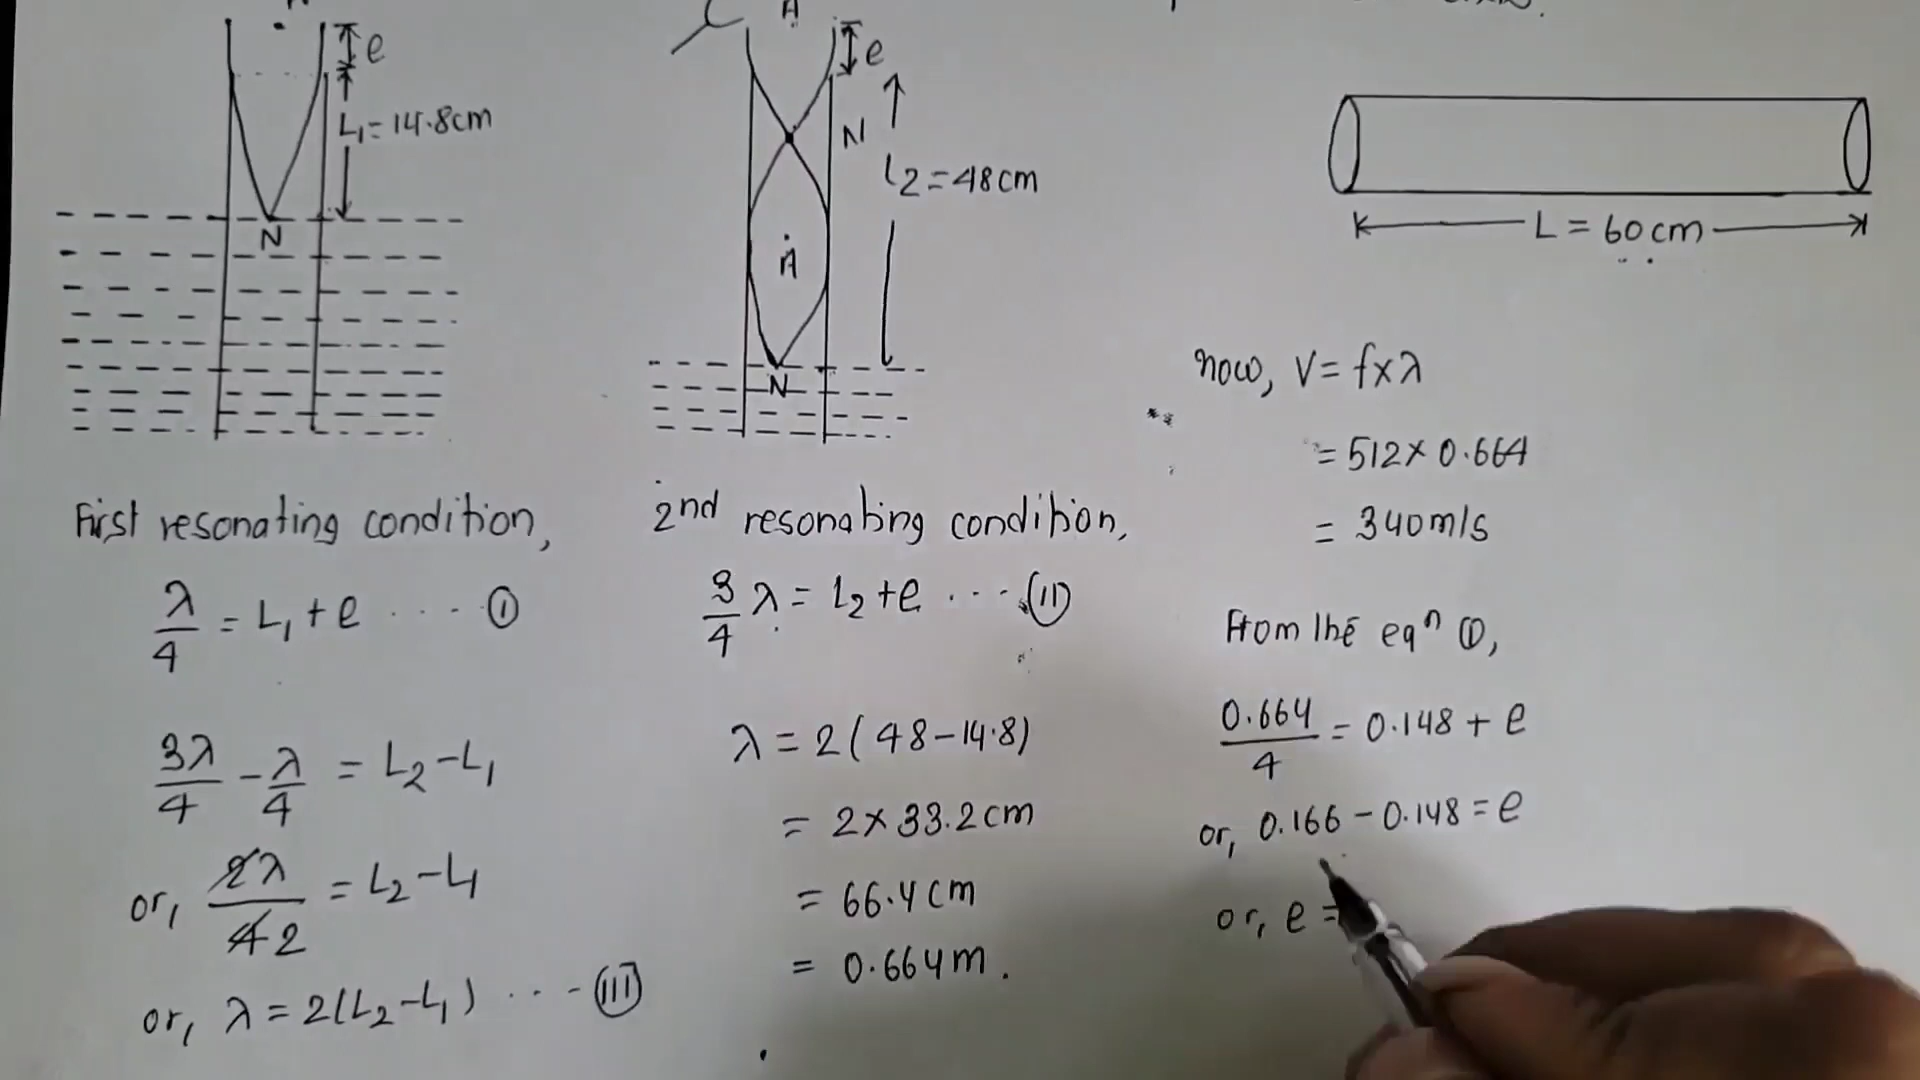 e
L₁=14.8cm
N
A
e
N
L2=48cm
A
N
L=60cm
First resonating condition,
λ/4 = L₁+e .... ①
3λ/4 - λ/4 = L₂-L₁
or, 2λ/42 = L₂-L₁
or, λ=2(L₂-L₁) ... (III)
2nd resonating condition,
3/4 λ = L₂+e ... (II)
λ = 2(48-14.8)
= 2×33.2cm
= 66.4cm
= 0.664m.
now, V=f×λ
=512×0.664
= 340m/s
From the eqⁿ ①,
0.664/4 = 0.148+e
or, 0.166-0.148=e
or, e=